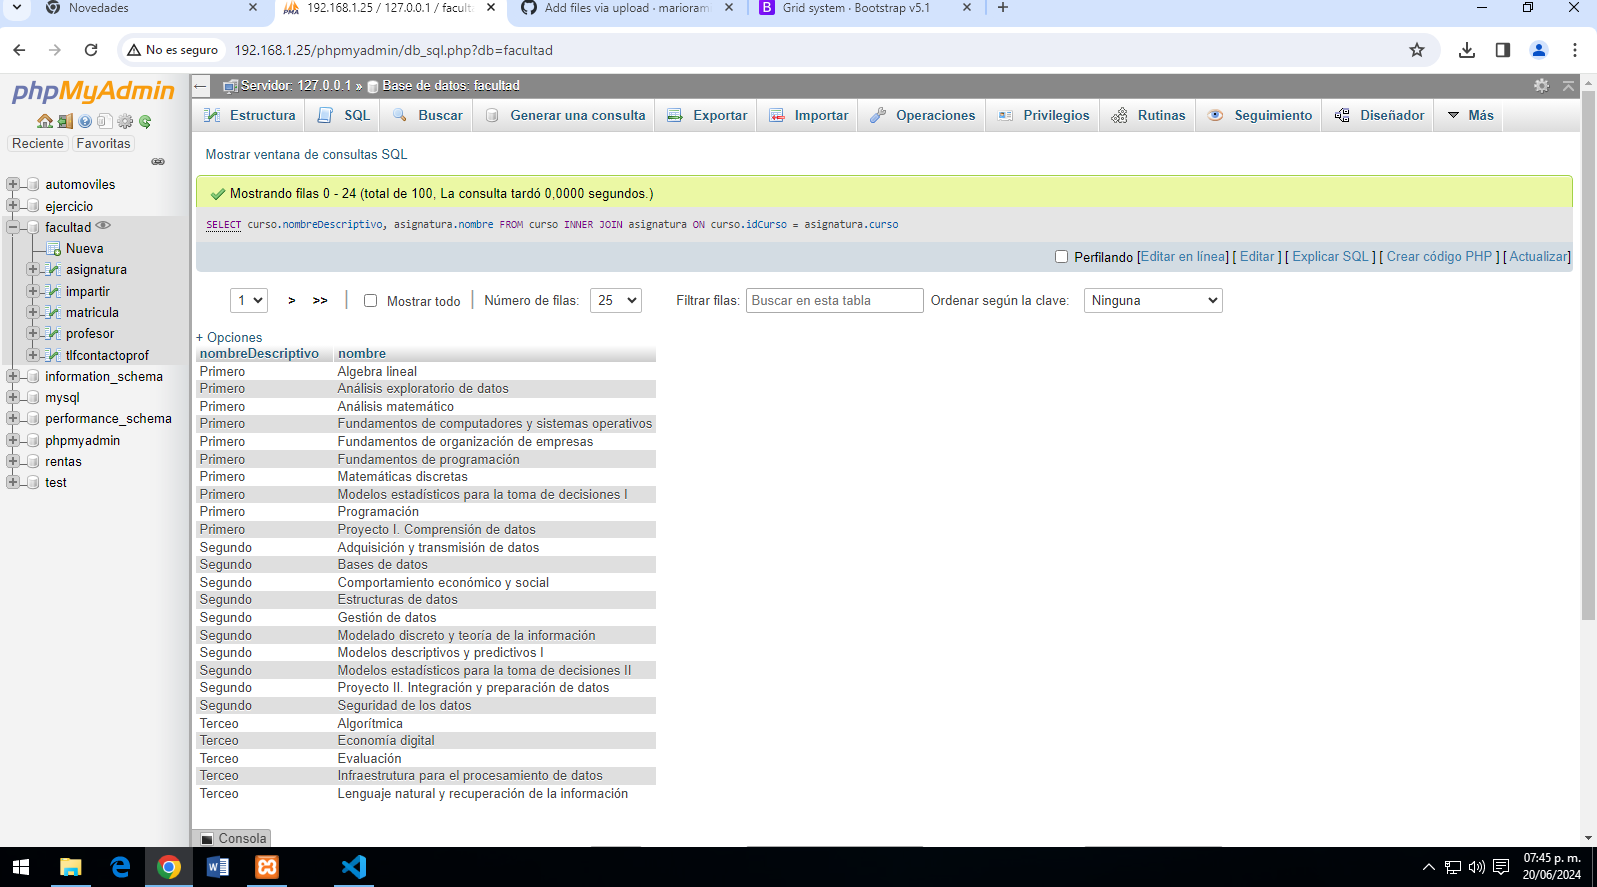 Novedades
192.168.1.25 / 127.0.0.1 / facult
Add files via upload · marioram
B Grid system · Bootstrap v5.1
No es seguro 192.168.1.25/phpmyadmin/db_sql.php?db=facultad
phpMyAdmin
Reciente Favoritas
automoviles
ejercicio
facultad
Nueva
asignatura
impartir
matricula
profesor
tlfcontactoprof
information_schema
mysql
performance_schema
phpmyadmin
rentas
test
Servidor: 127.0.0.1 » Base de datos: facultad
Estructura SQL Buscar Generar una consulta Exportar Importar Operaciones Privilegios Rutinas Seguimiento Diseñador Más
Mostrar ventana de consultas SQL
Mostrando filas 0 - 24 (total de 100, La consulta tardó 0,0000 segundos.)
SELECT curso.nombreDescriptivo, asignatura.nombre FROM curso INNER JOIN asignatura ON curso.idCurso = asignatura.curso
Perfilando [Editar en línea] [ Editar ] [ Explicar SQL ] [ Crear código PHP ] [ Actualizar]
1 > >> | Mostrar todo | Número de filas: 25 Filtrar filas: Buscar en esta tabla Ordenar según la clave: Ninguna
+ Opciones
nombreDescriptivo nombre
Primero Algebra lineal
Primero Análisis exploratorio de datos
Primero Análisis matemático
Primero Fundamentos de computadores y sistemas operativos
Primero Fundamentos de organización de empresas
Primero Fundamentos de programación
Primero Matemáticas discretas
Primero Modelos estadísticos para la toma de decisiones I
Primero Programación
Primero Proyecto I. Comprensión de datos
Segundo Adquisición y transmisión de datos
Segundo Bases de datos
Segundo Comportamiento económico y social
Segundo Estructuras de datos
Segundo Gestión de datos
Segundo Modelado discreto y teoría de la información
Segundo Modelos descriptivos y predictivos I
Segundo Modelos estadísticos para la toma de decisiones II
Segundo Proyecto II. Integración y preparación de datos
Segundo Seguridad de los datos
Terceo Algorítmica
Terceo Economía digital
Terceo Evaluación
Terceo Infraestrutura para el procesamiento de datos
Terceo Lenguaje natural y recuperación de la información
Consola
07:45 p. m.
20/06/2024